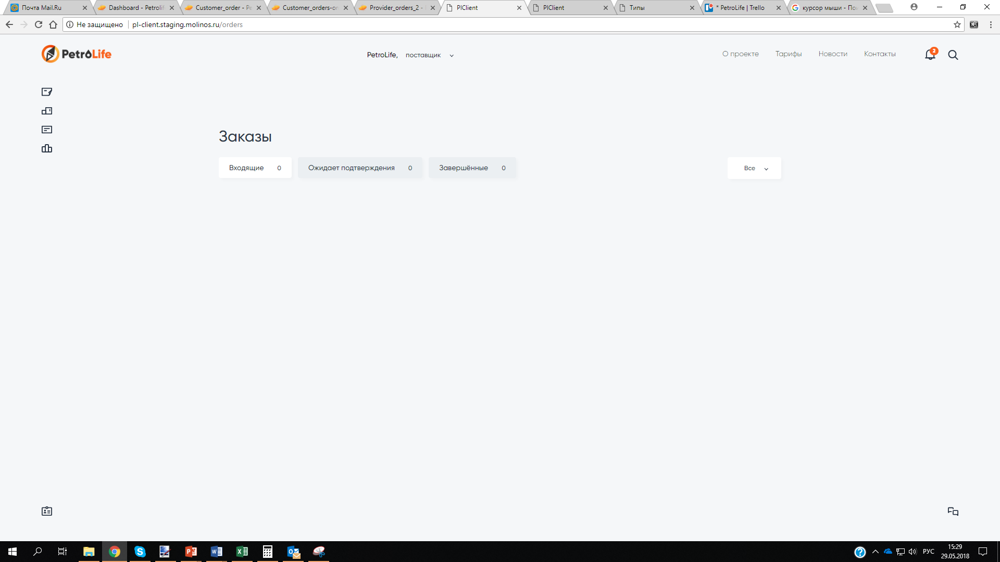 Почта Mail.Ru
Dashboard - Petrolif
Customer_order - Pe
Customer_orders-on
Provider_orders_2 -
PlClient
PlClient
Типы
* PetroLife | Trello
курсор мыши - Пои
Не защищено
pl-client.staging.molinos.ru/orders
PetroLife
PetroLife, поставщик
О проекте
Тарифы
Новости
Контакты
2
Заказы
Входящие 0
Ожидает подтверждения 0
Завершённые 0
Все
РУС
15:29
29.05.2018